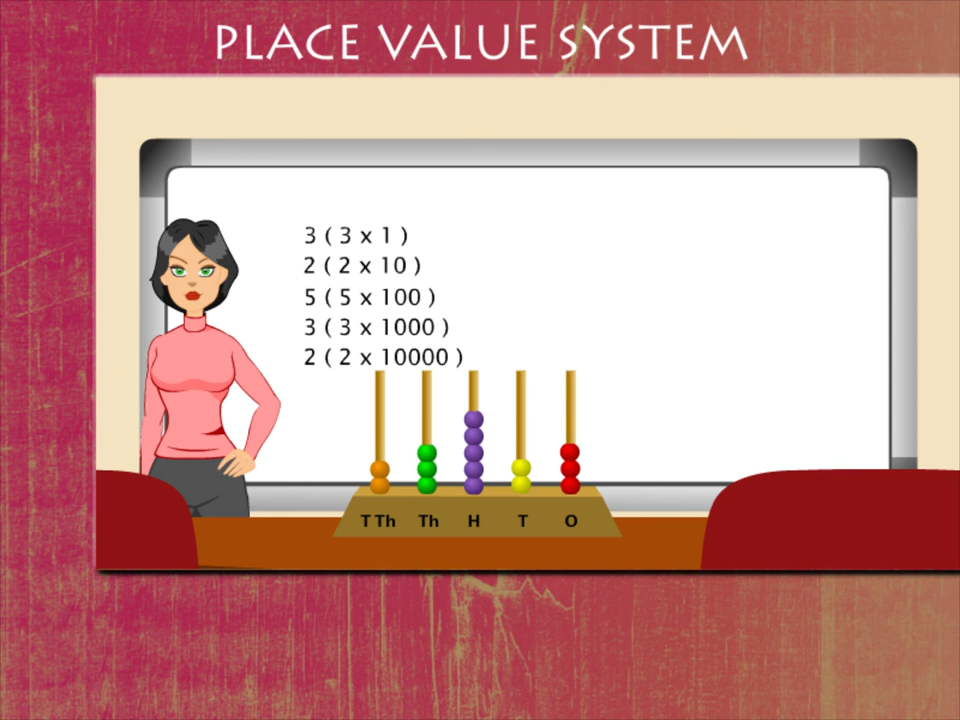 PLACE VALUE SYSTEM
3 ( 3 x 1 )
2 ( 2 x 10 )
5 ( 5 x 100 )
3 ( 3 x 1000 )
2 ( 2 x 10000 )
T Th Th H T O